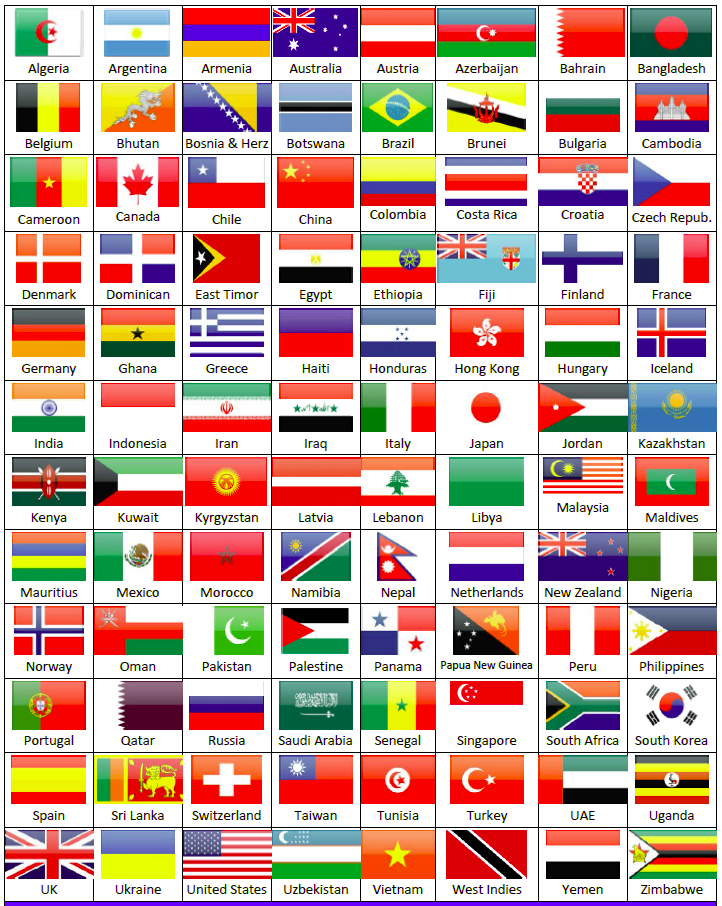 Algeria Argentina Armenia Australia Austria Azerbaijan Bahrain Bangladesh
Belgium Bhutan Bosnia & Herz Botswana Brazil Brunei Bulgaria Cambodia
Cameroon Canada Chile China Colombia Costa Rica Croatia Czech Repub.
Denmark Dominican East Timor Egypt Ethiopia Fiji Finland France
Germany Ghana Greece Haiti Honduras Hong Kong Hungary Iceland
India Indonesia Iran Iraq Italy Japan Jordan Kazakhstan
Kenya Kuwait Kyrgyzstan Latvia Lebanon Libya Malaysia Maldives
Mauritius Mexico Morocco Namibia Nepal Netherlands New Zealand Nigeria
Norway Oman Pakistan Palestine Panama Papua New Guinea Peru Philippines
Portugal Qatar Russia Saudi Arabia Senegal Singapore South Africa South Korea
Spain Sri Lanka Switzerland Taiwan Tunisia Turkey UAE Uganda
UK Ukraine United States Uzbekistan Vietnam West Indies Yemen Zimbabwe